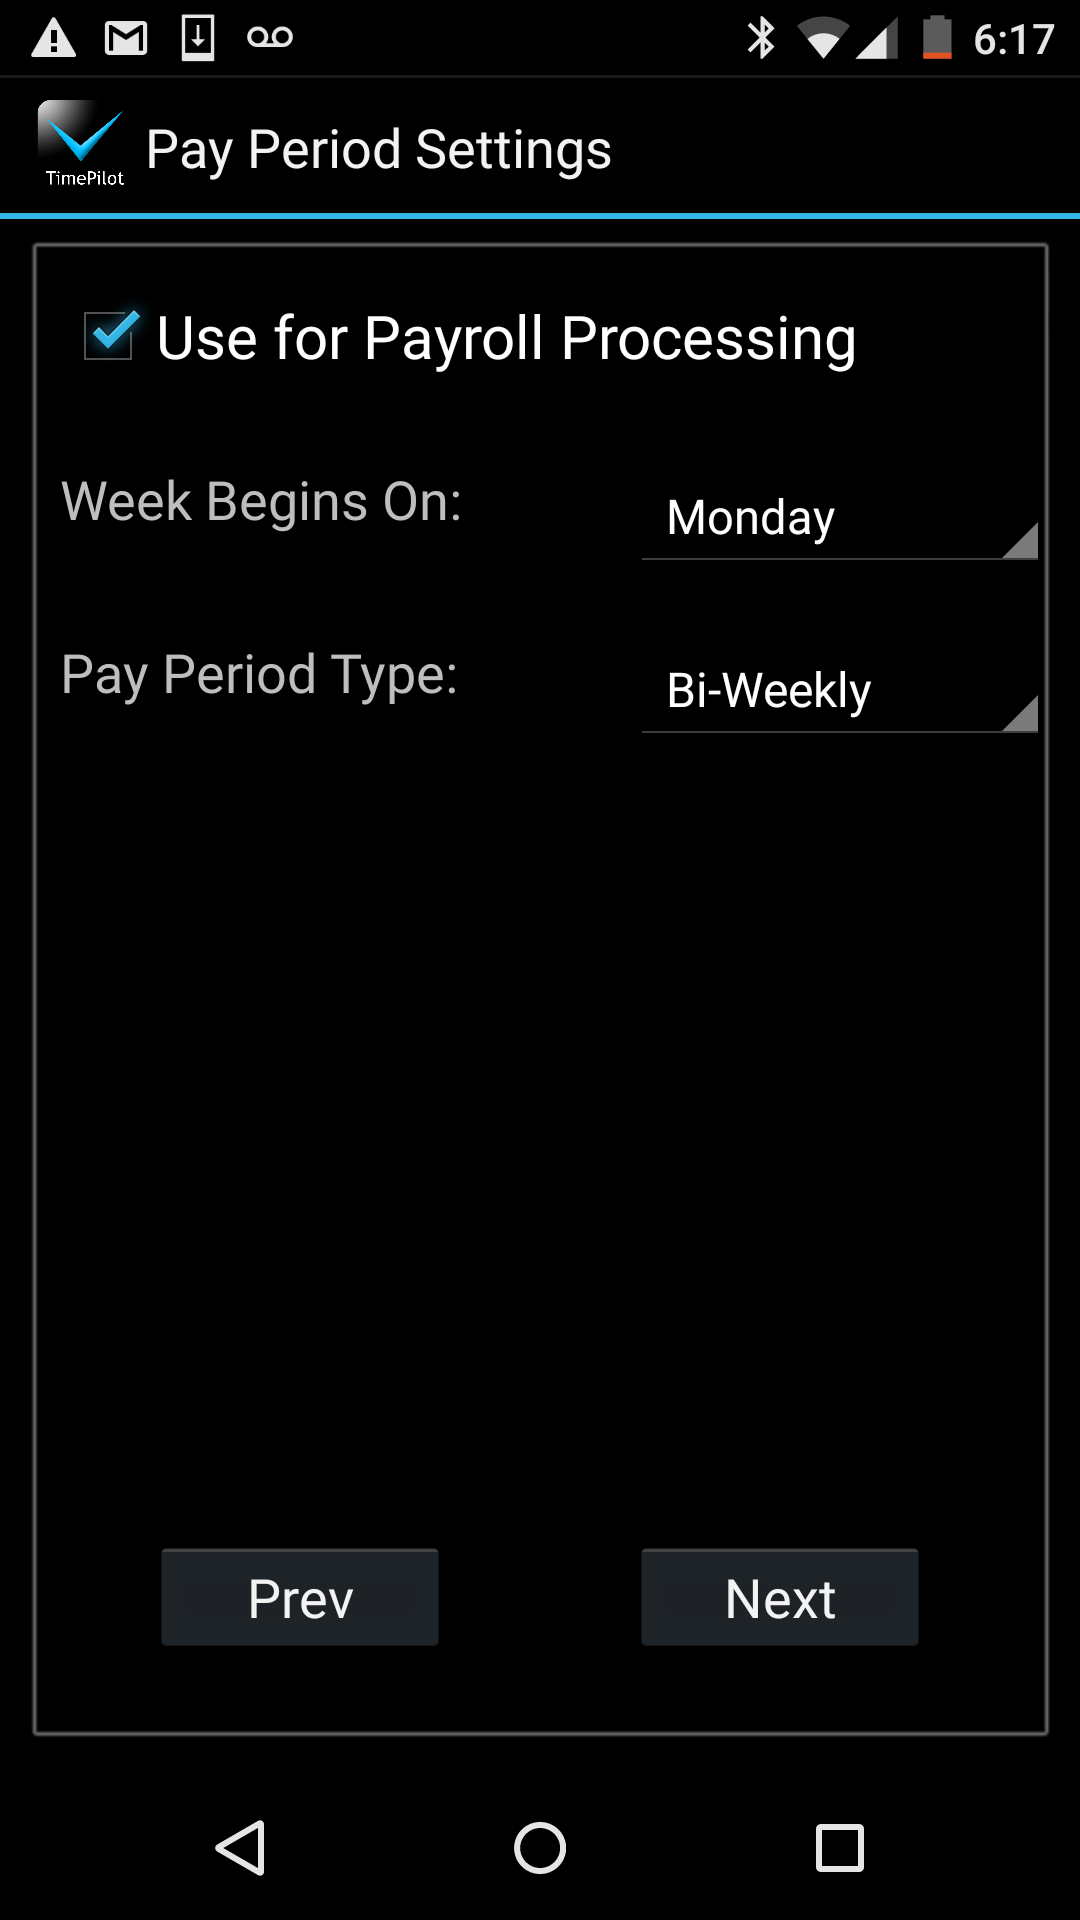 6:17
TimePilot
Pay Period Settings
Use for Payroll Processing
Week Begins On:
Monday
Pay Period Type:
Bi-Weekly
Prev
Next